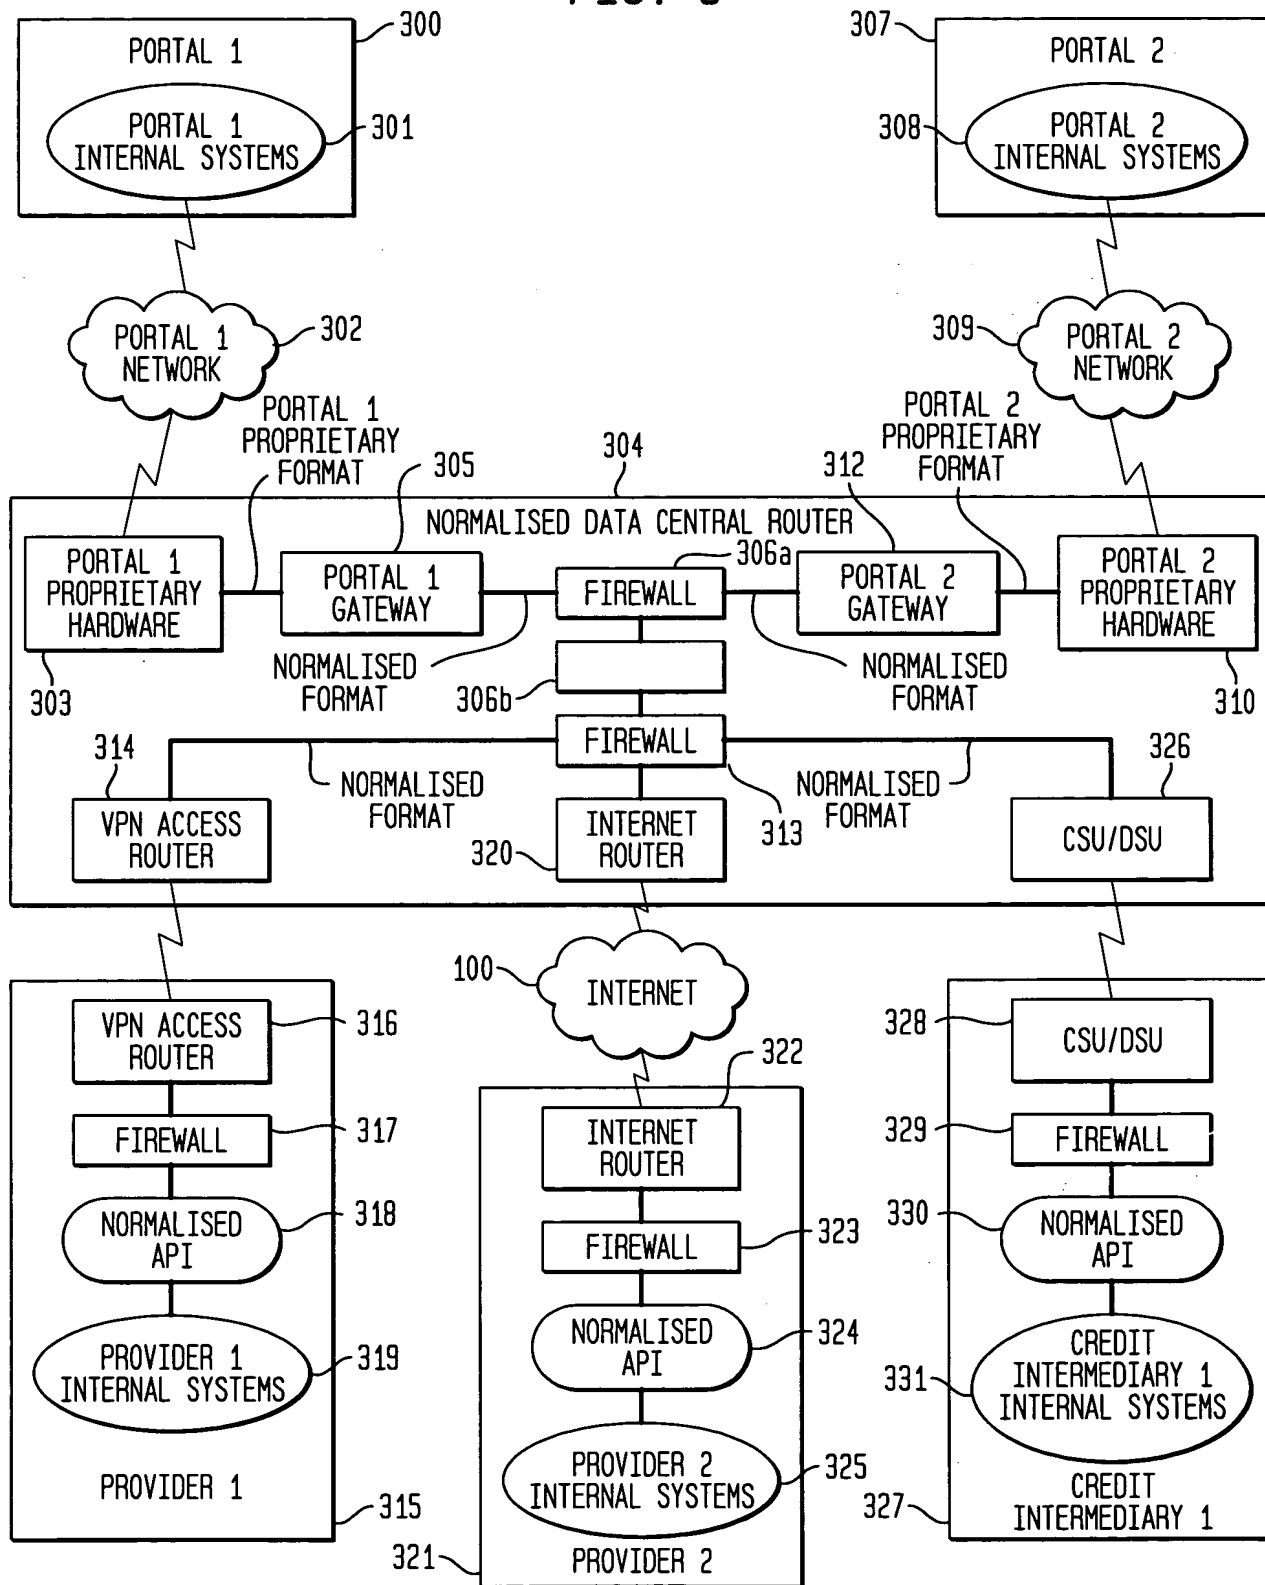 300
307
PORTAL 1
PORTAL 2
PORTAL 1
INTERNAL SYSTEMS
301
308
PORTAL 2
INTERNAL SYSTEMS
PORTAL 1
NETWORK
302
309
PORTAL 2
NETWORK
PORTAL 1
PROPRIETARY
FORMAT
PORTAL 2
PROPRIETARY
FORMAT
305
304
312
NORMALISED DATA CENTRAL ROUTER
306a
PORTAL 1
PROPRIETARY
HARDWARE
PORTAL 1
GATEWAY
FIREWALL
PORTAL 2
GATEWAY
PORTAL 2
PROPRIETARY
HARDWARE
303
NORMALISED
FORMAT
306b
NORMALISED
FORMAT
310
314
FIREWALL
326
NORMALISED
FORMAT
NORMALISED
FORMAT
313
VPN ACCESS
ROUTER
320
INTERNET
ROUTER
CSU/DSU
100
INTERNET
VPN ACCESS
ROUTER
316
328
CSU/DSU
322
INTERNET
ROUTER
FIREWALL
317
329
FIREWALL
NORMALISED
API
318
FIREWALL
323
330
NORMALISED
API
PROVIDER 1
INTERNAL SYSTEMS
319
NORMALISED
API
324
331
CREDIT
INTERMEDIARY 1
INTERNAL SYSTEMS
PROVIDER 1
315
PROVIDER 2
INTERNAL SYSTEMS
325
327
CREDIT
INTERMEDIARY 1
321
PROVIDER 2